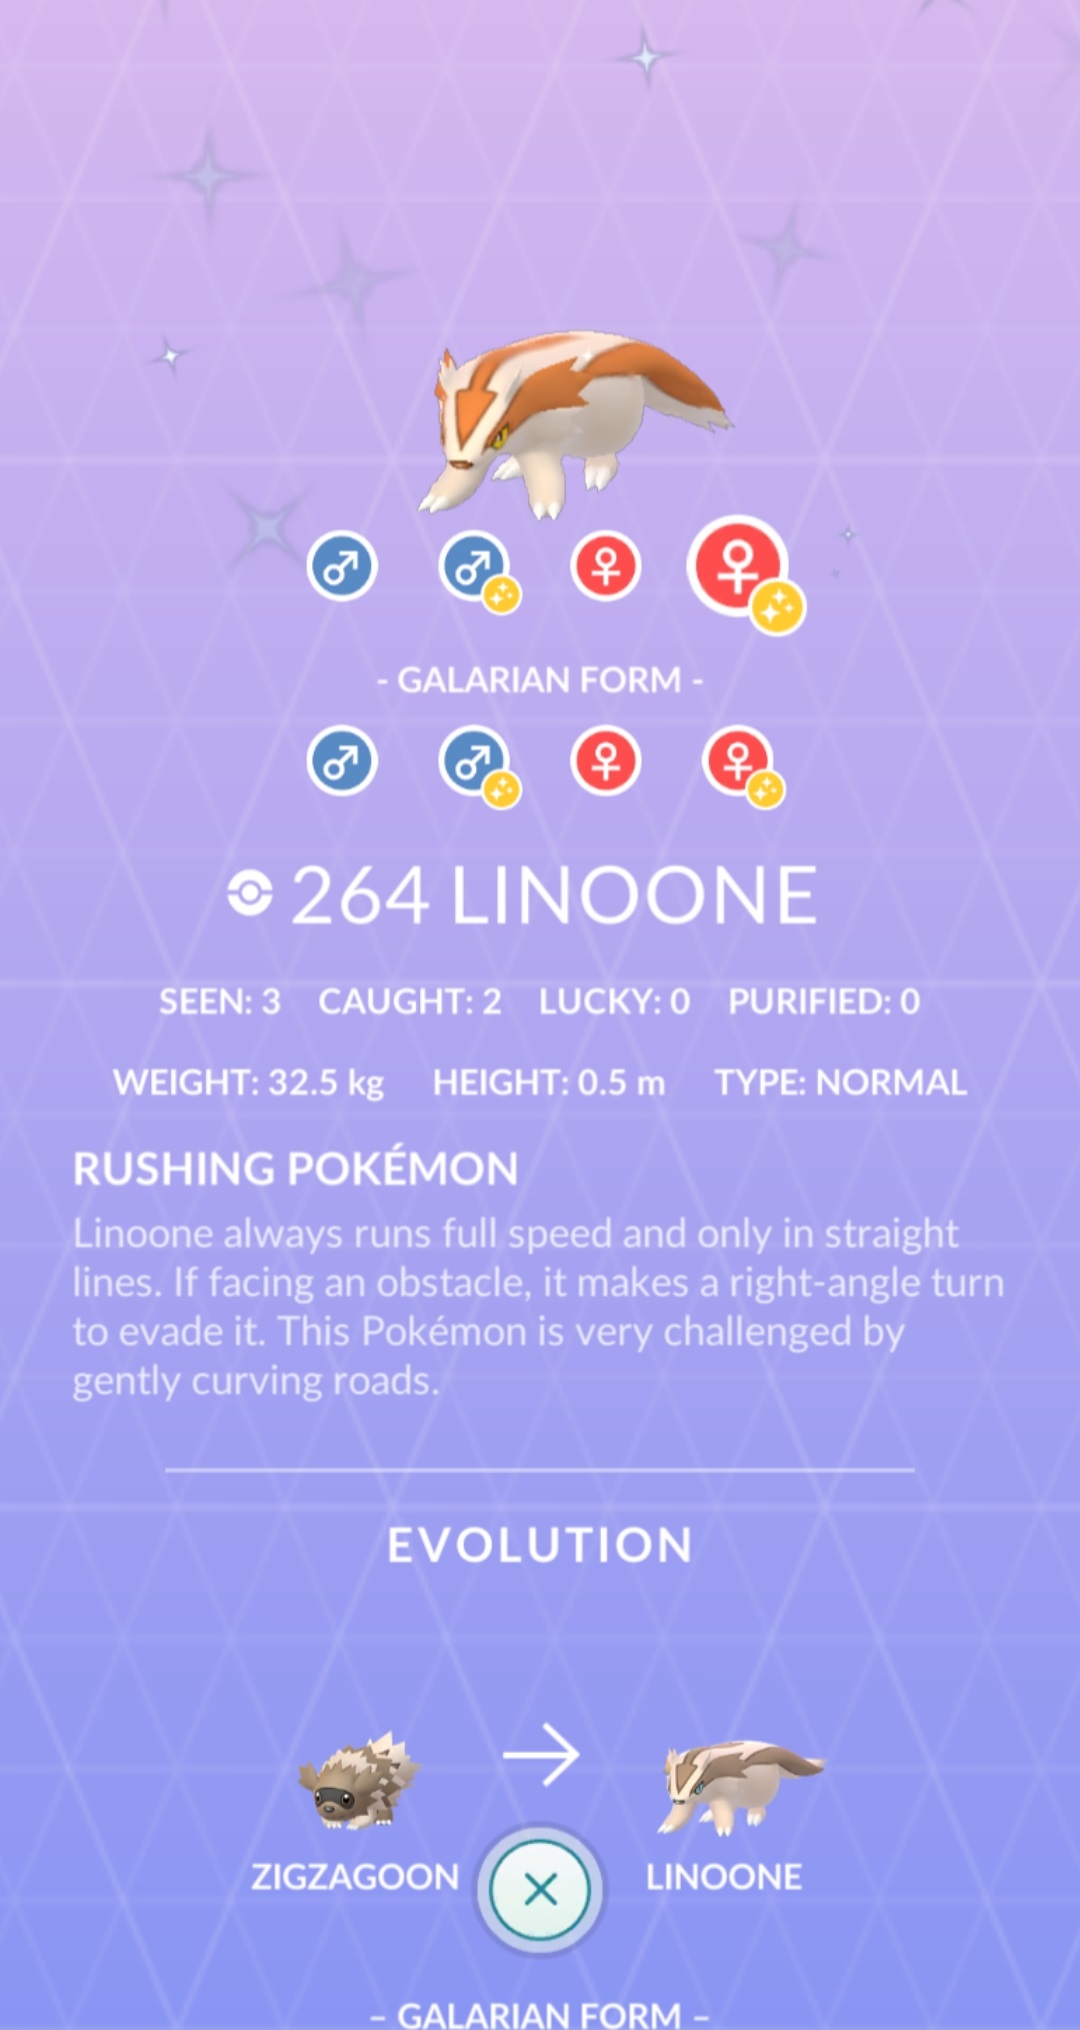 - GALARIAN FORM -
264 LINOONE
SEEN: 3 CAUGHT: 2 LUCKY: 0 PURIFIED: 0
WEIGHT: 32.5 kg HEIGHT: 0.5 m TYPE: NORMAL
RUSHING POKÉMON
Linoone always runs full speed and only in straight
lines. If facing an obstacle, it makes a right-angle turn
to evade it. This Pokémon is very challenged by
gently curving roads.
EVOLUTION
ZIGZAGOON LINOONE
- GALARIAN FORM -